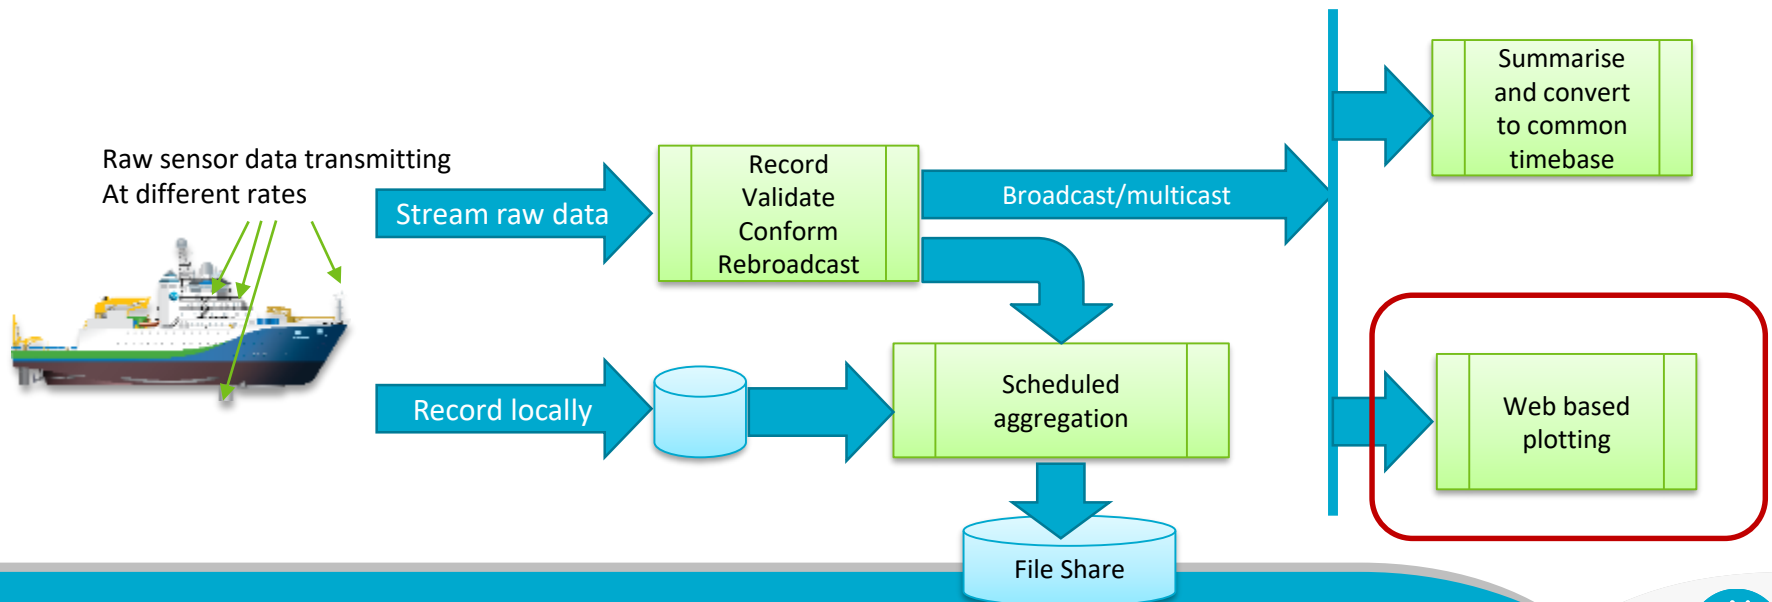 Raw sensor data transmitting
At different rates
Stream raw data
Record
Validate
Conform
Rebroadcast
Broadcast/multicast
Summarise
and convert
to common
timebase
Record locally
Scheduled
aggregation
Web based
plotting
File Share